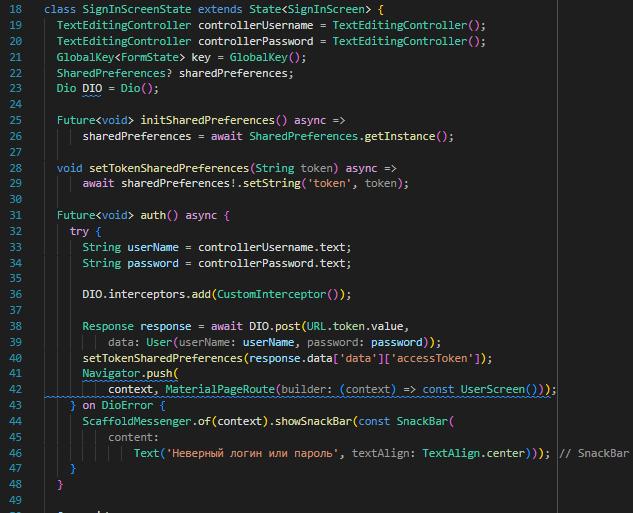 18 class SignInScreenState extends State<SignInScreen> {
19 TextEditingController controllerUsername = TextEditingController();
20 TextEditingController controllerPassword = TextEditingController();
21 GlobalKey<FormState> key = GlobalKey();
22 SharedPreferences? sharedPreferences;
23 Dio DIO = Dio();
24
25 Future<void> initSharedPreferences() async =>
26 sharedPreferences = await SharedPreferences.getInstance();
27
28 void setTokenSharedPreferences(String token) async =>
29 await sharedPreferences!.setString('token', token);
30
31 Future<void> auth() async {
32 try {
33 String userName = controllerUsername.text;
34 String password = controllerPassword.text;
35
36 DIO.interceptors.add(CustomInterceptor());
37
38 Response response = await DIO.post(URL.token.value,
39 data: User(userName: userName, password: password));
40 setTokenSharedPreferences(response.data['data']['accessToken']);
41 Navigator.push(
42 context, MaterialPageRoute(builder: (context) => const UserScreen()));
43 } on DioError {
44 ScaffoldMessenger.of(context).showSnackBar(const SnackBar(
45 content:
46 Text('Неверный логин или пароль', textAlign: TextAlign.center))); // SnackBar
47 }
48 }
49